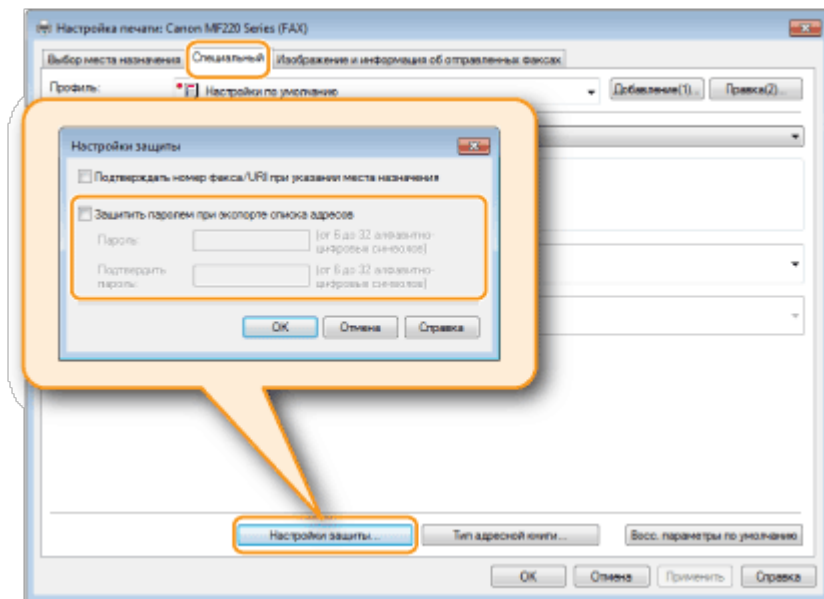 Настройка печати: Canon MF220 Series (FAX)
Выбор места назначения Специальный Изображение и информация об отправленных факсах
Профиль: Настройки по умолчанию Добавление(1)... Правка(2)...
Настройки защиты
Подтверждать номер факса/URI при указании места назначения
Защитить паролем при экспорте списка адресов
Пароль: [от 6 до 32 алфавитно-
цифровых символов]
Подтвердить [от 6 до 32 алфавитно-
пароль: цифровых символов]
OK Отмена Справка
Настройки защиты... Тип адресной книги... Восс. параметры по умолчанию
OK Отмена Применить Справка